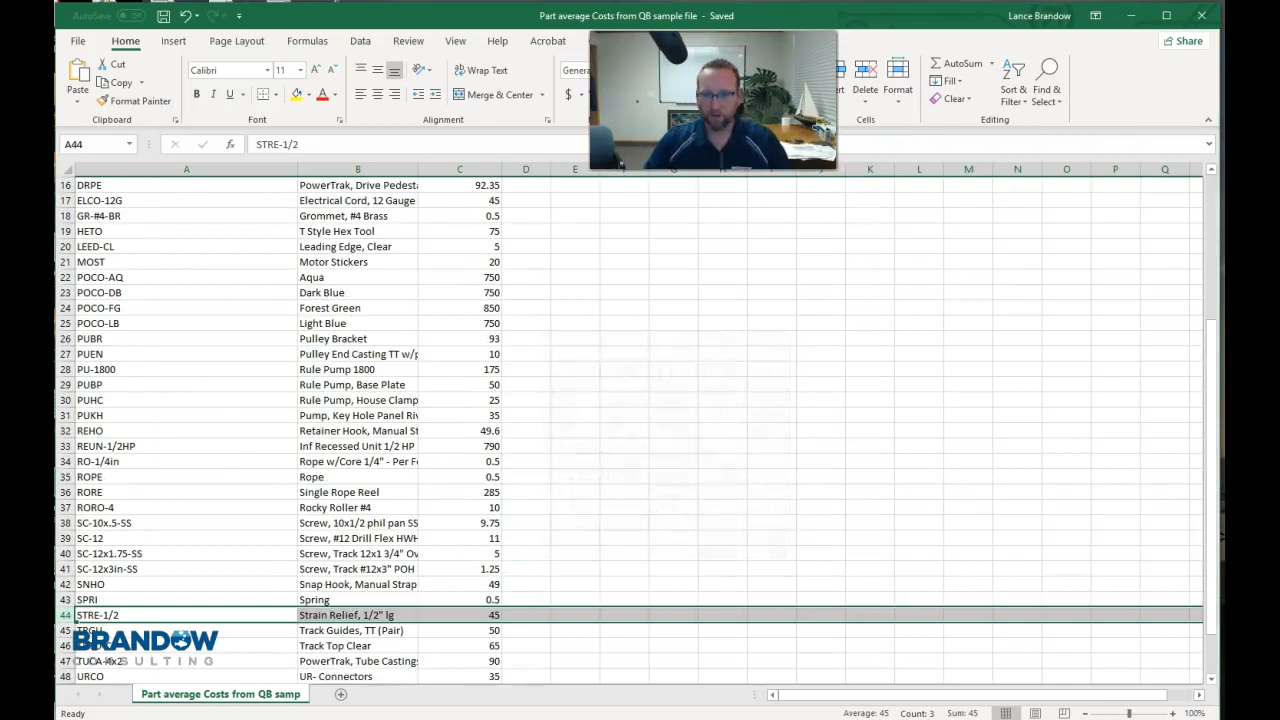 AutoSave Off
Part average Costs from QB sample file - Saved
Lance Brandow
File Home Insert Page Layout Formulas Data Review View Help Acrobat
Share
Paste
Cut
Copy
Format Painter
Clipboard
Calibri 11
B I U A
Font
Wrap Text
Merge & Center
Alignment
Genera
$
Delete Format
Cells
AutoSum
Fill
Clear
Sort & Filter
Find & Select
Editing
A44 fx STRE-1/2
A B C D E K L M N O P Q
16 DRPE PowerTrak, Drive Pedest 92.35
17 ELCO-12G Electrical Cord, 12 Gauge 45
18 GR-#4-BR Grommet, #4 Brass 0.5
19 HETO T Style Hex Tool 75
20 LEED-CL Leading Edge, Clear 5
21 MOST Motor Stickers 20
22 POCO-AQ Aqua 750
23 POCO-DB Dark Blue 750
24 POCO-FG Forest Green 850
25 POCO-LB Light Blue 750
26 PUBR Pulley Bracket 93
27 PUEN Pulley End Casting TT w/p 10
28 PU-1800 Rule Pump 1800 175
29 PUBP Rule Pump, Base Plate 50
30 PUHC Rule Pump, House Clamp 25
31 PUKH Pump, Key Hole Panel Riv 35
32 REHO Retainer Hook, Manual St 49.6
33 REUN-1/2HP Inf Recessed Unit 1/2 HP 790
34 RO-1/4in Rope w/Core 1/4" - Per Fe 0.5
35 ROPE Rope 0.5
36 RORE Single Rope Reel 285
37 RORO-4 Rocky Roller #4 10
38 SC-10x.5-SS Screw, 10x1/2 phil pan SS 9.75
39 SC-12 Screw, #12 Drill Flex HWH 11
40 SC-12x1.75-SS Screw, Track 12x1 3/4" Ov 5
41 SC-12x3in-SS Screw, Track #12x3" POH 1.25
42 SNHO Snap Hook, Manual Strap 49
43 SPRI Spring 0.5
44 STRE-1/2 Strain Relief, 1/2" lg 45
45 TRGU Track Guides, TT (Pair) 50
46 Track Top Clear 65
47 TUCA-4x2 PowerTrak, Tube Casting 90
48 URCO UR- Connectors 35
BRANDOW
CONSULTING
Part average Costs from QB samp
Ready
Average: 45 Count: 3 Sum: 45
100%